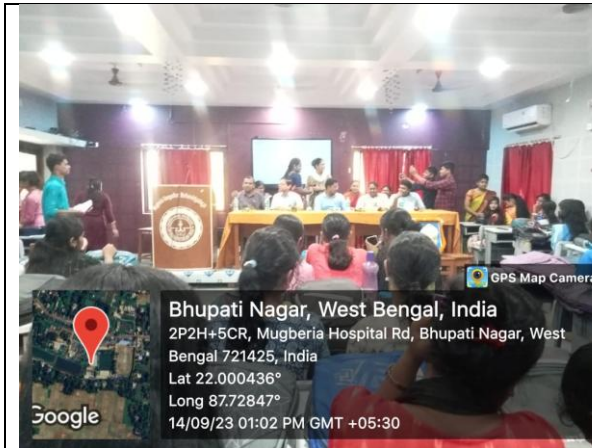 GPS Map Camera
Bhupati Nagar, West Bengal, India
2P2H+5CR, Mugberia Hospital Rd, Bhupati Nagar, West
Bengal 721425, India
Lat 22.000436°
Long 87.72847°
14/09/23 01:02 PM GMT +05:30
Google